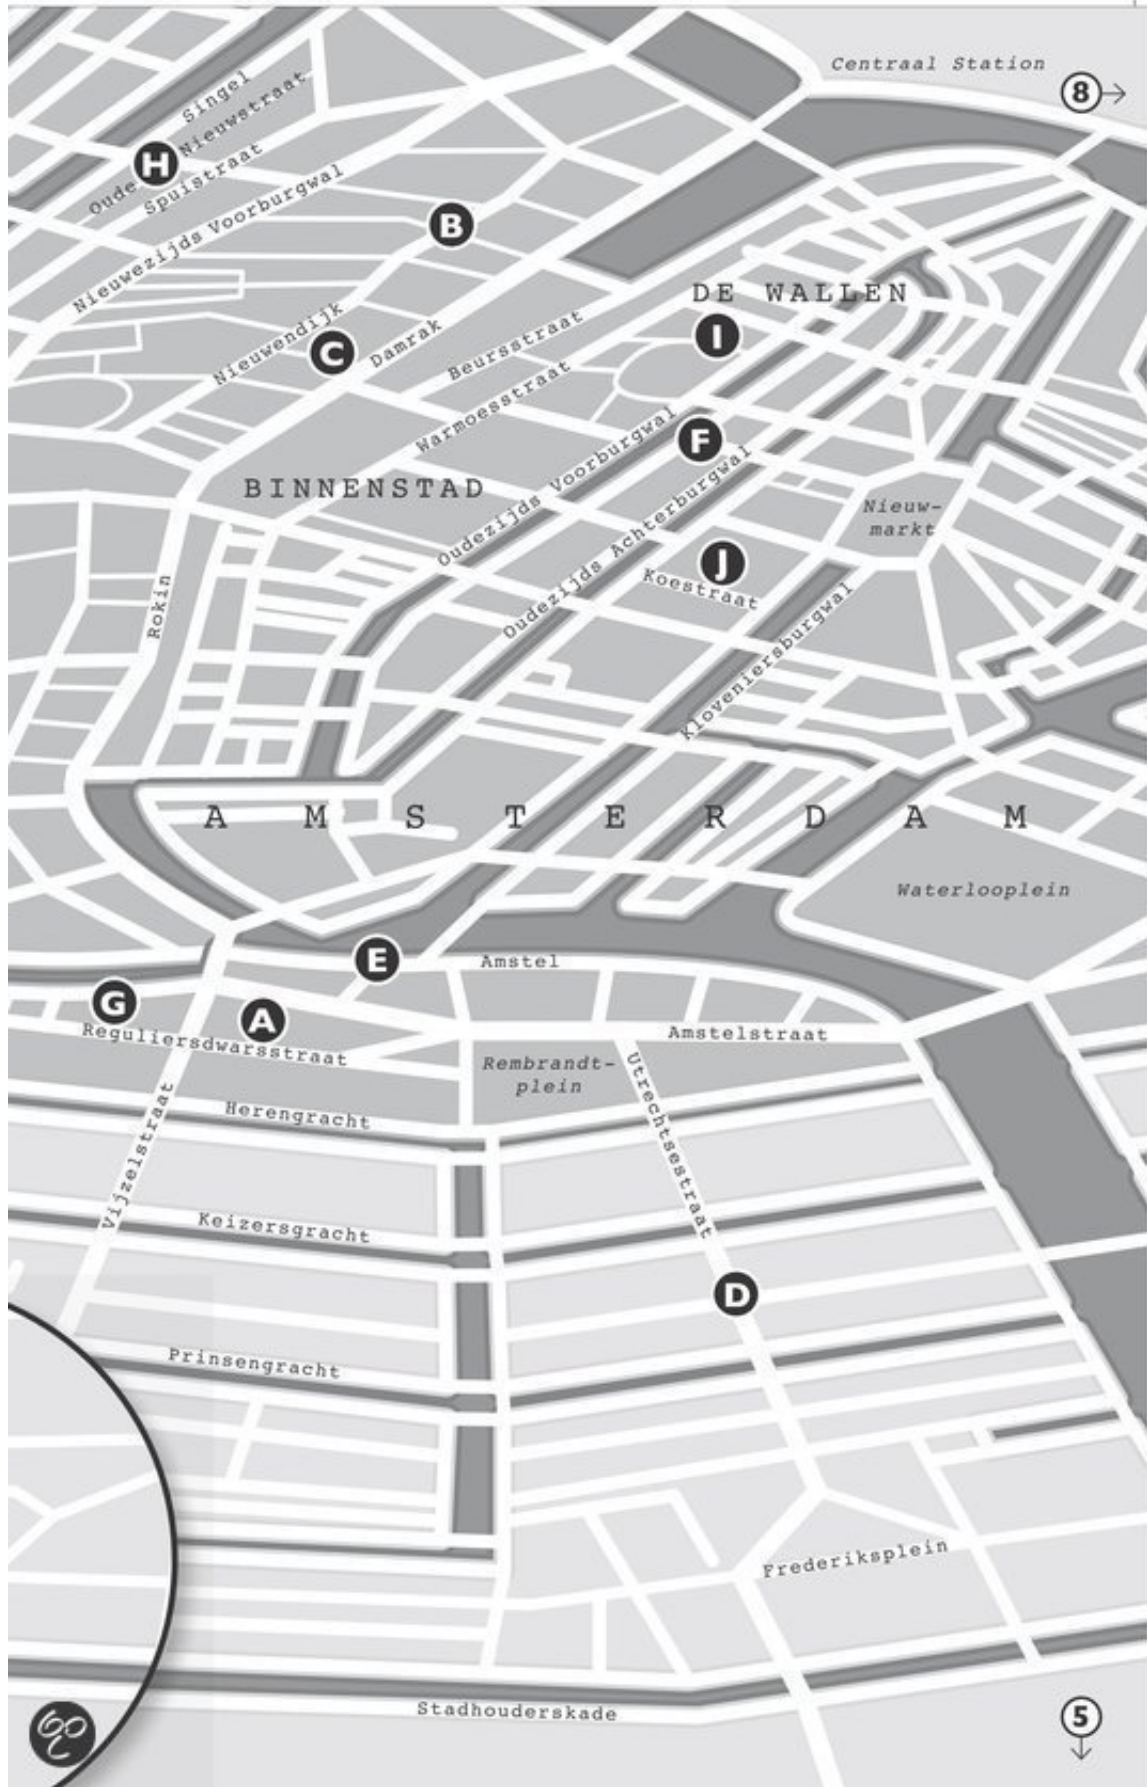 Centraal Station
8
Singel
Oude Nieuwstraat
H
Spuistraat
Nieuwezijds Voorburgwal
B
DE WALLEN
I
Nieuwendijk
C
Damrak
Beursstraat
Warmoesstraat
F
BINNENSTAD
Oudezijds Voorburgwal
Oudezijds Achterburgwal
Nieuw-
markt
J
Koestraat
Rokin
Kloveniersburgwal
AMSTERDAM
Waterlooplein
E
Amstel
G
A
Reguliersdwarsstraat
Amstelstraat
Rembrandt-
plein
Utrechtsestraat
Herengracht
Vijzelstraat
Keizersgracht
D
Prinsengracht
Frederiksplein
Stadhouderskade
5